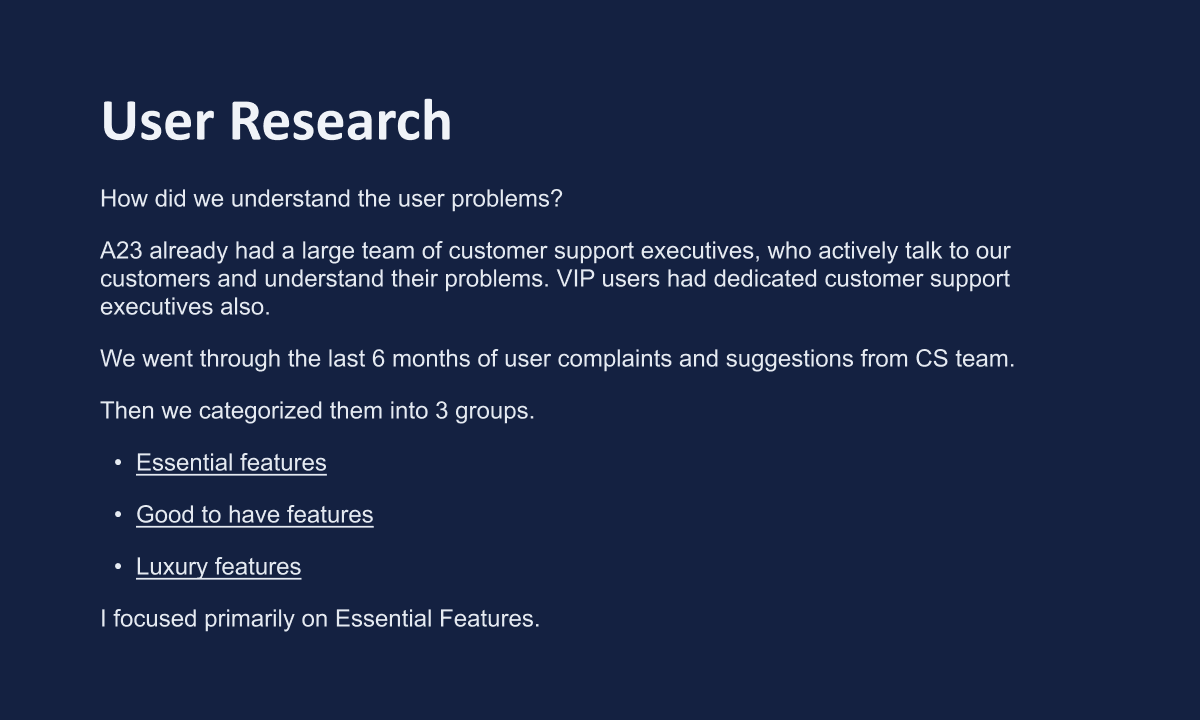 User Research
How did we understand the user problems?
A23 already had a large team of customer support executives, who actively talk to our
customers and understand their problems. VIP users had dedicated customer support
executives also.
We went through the last 6 months of user complaints and suggestions from CS team.
Then we categorized them into 3 groups.
• Essential features
• Good to have features
• Luxury features
I focused primarily on Essential Features.